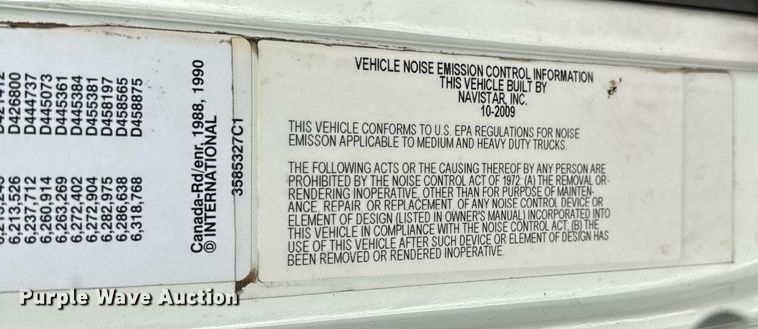 6,213,526 D426800
6,237,712 D444737
6,260,914 D445073
6,263,269 D445361
6,272,402 D445384
6,272,904 D455381
6,282,975 D458197
6,286,638 D458565
6,318,768 D458875
Canada-Rd/enr. 1988, 1990
© INTERNATIONAL
3585327C1
VEHICLE NOISE EMISSION CONTROL INFORMATION
THIS VEHICLE BUILT BY
NAVISTAR, INC.
10-2009
THIS VEHICLE CONFORMS TO U.S. EPA REGULATIONS FOR NOISE
EMISSON APPLICABLE TO MEDIUM AND HEAVY DUTY TRUCKS.
THE FOLLOWING ACTS OR THE CAUSING THEREOF BY ANY PERSON ARE
PROHIBITED BY THE NOISE CONTROL ACT OF 1972 (A) THE REMOVAL OR
RENDERING INOPERATIVE, OTHER THAN FOR PURPOSE OF MAINTEN-
ANCE, REPAIR, OR REPLACEMENT OF ANY NOISE CONTROL DEVICE OR
ELEMENT OF DESIGN (LISTED IN OWNER'S MANUAL) INCORPORATED INTO
THIS VEHICLE IN COMPLIANCE WITH THE NOISE CONTROL ACT; (B) THE
USE OF THIS VEHICLE AFTER SUCH DEVICE OR ELEMENT OF DESIGN HAS
BEEN REMOVED OR RENDERED INOPERATIVE.
Purple Wave Auction